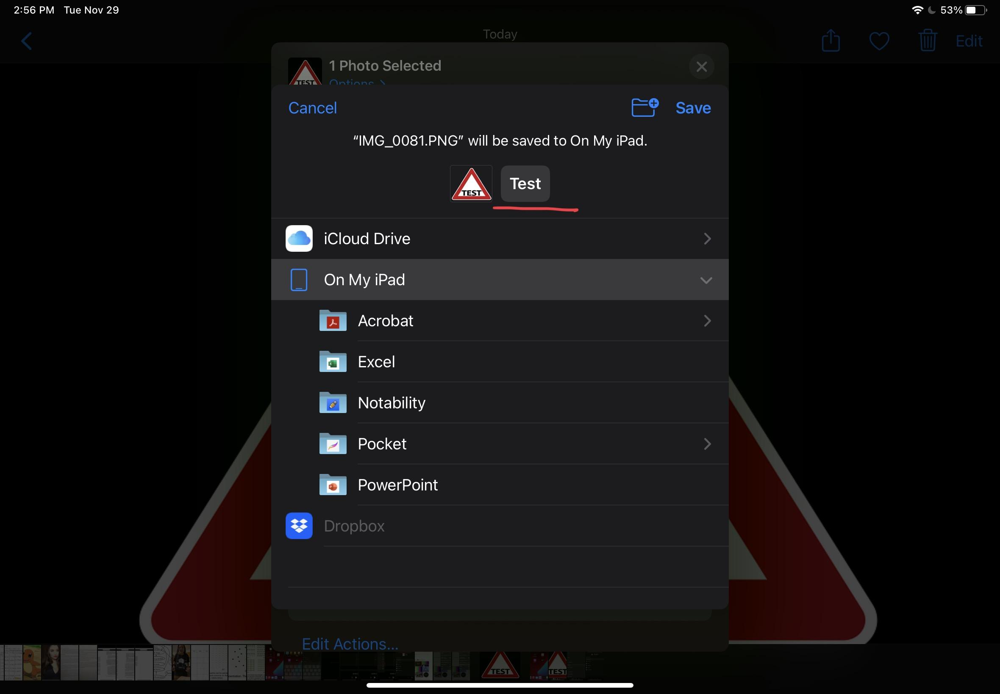 2:56 PM Tue Nov 29
53%
Today
Edit
1 Photo Selected
TEST
Options >
Cancel
Save
“IMG_0081.PNG” will be saved to On My iPad.
TEST
Test
iCloud Drive
On My iPad
Acrobat
Excel
Notability
Pocket
PowerPoint
Dropbox
Edit Actions...
TEST
TEST